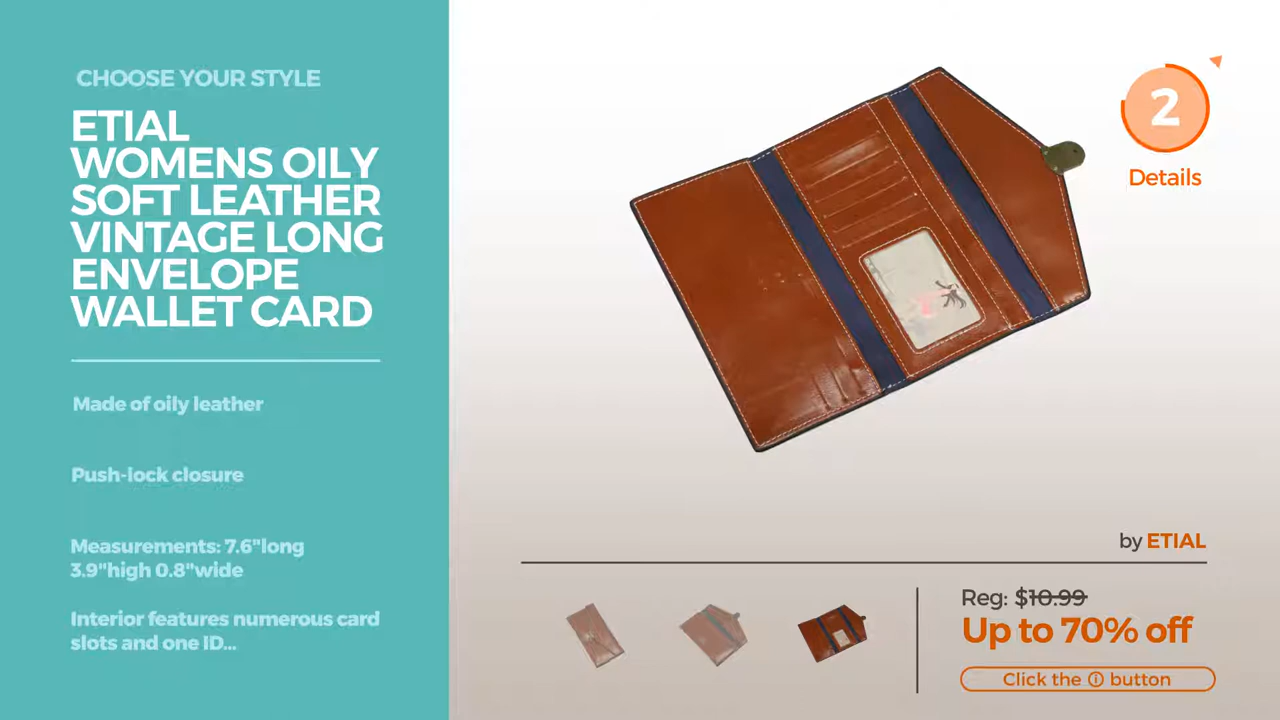 CHOOSE YOUR STYLE
ETIAL
WOMENS OILY
SOFT LEATHER
VINTAGE LONG
ENVELOPE
WALLET CARD
Made of oily leather
Push-lock closure
Measurements: 7.6"long
3.9"high 0.8"wide
Interior features numerous card
slots and one ID...
2
Details
by ETIAL
Reg: $10.99
Up to 70% off
Click the ⓘ button